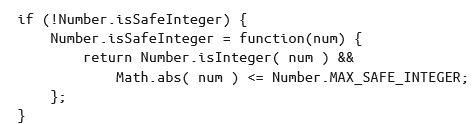 if (!Number.isSafeInteger) {
    Number.isSafeInteger = function(num) {
        return Number.isInteger( num ) &&
            Math.abs( num ) <= Number.MAX_SAFE_INTEGER;
    };
}